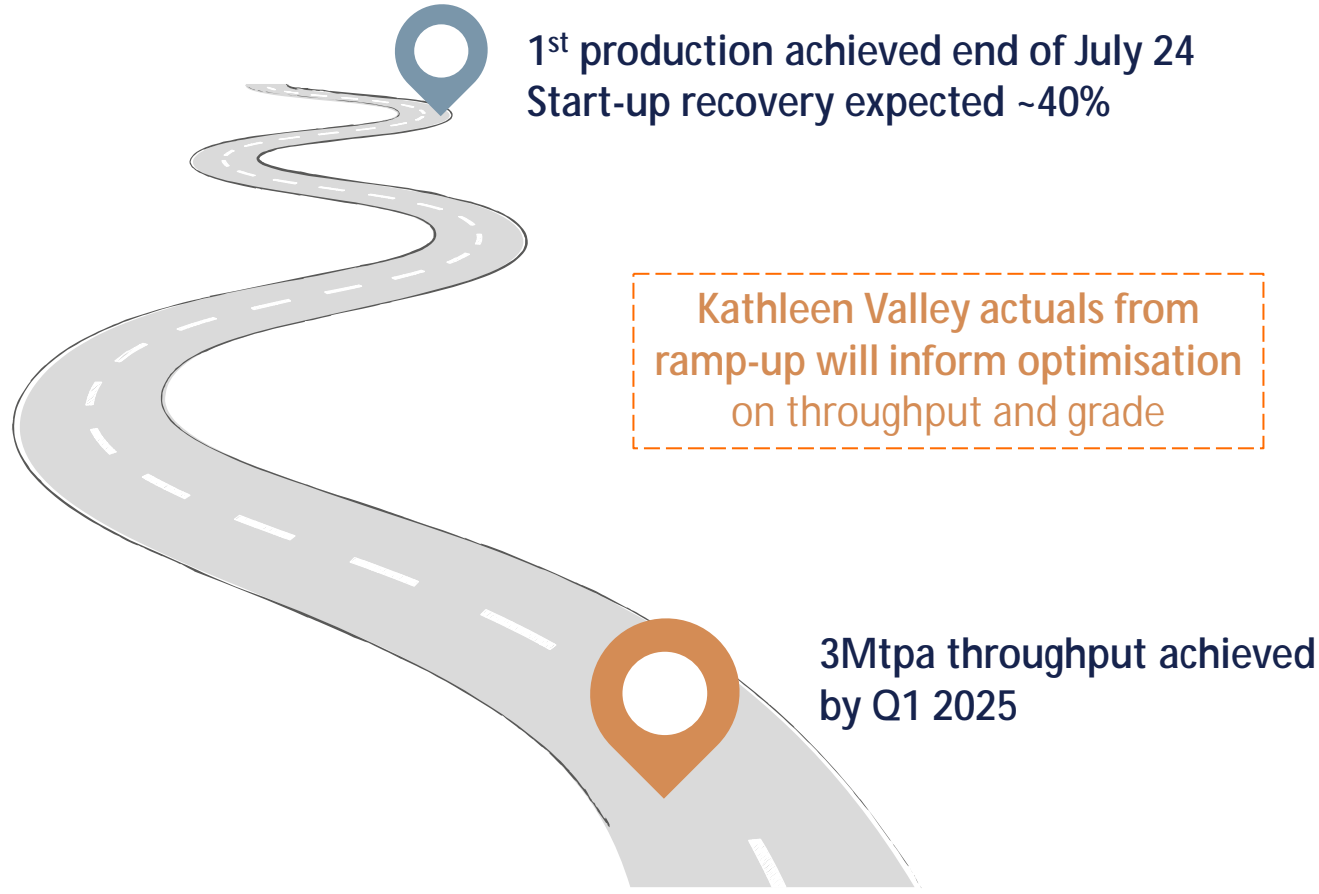 1st production achieved end of July 24
Start-up recovery expected ~40%
Kathleen Valley actuals from
ramp-up will inform optimisation
on throughput and grade
3Mtpa throughput achieved
by Q1 2025